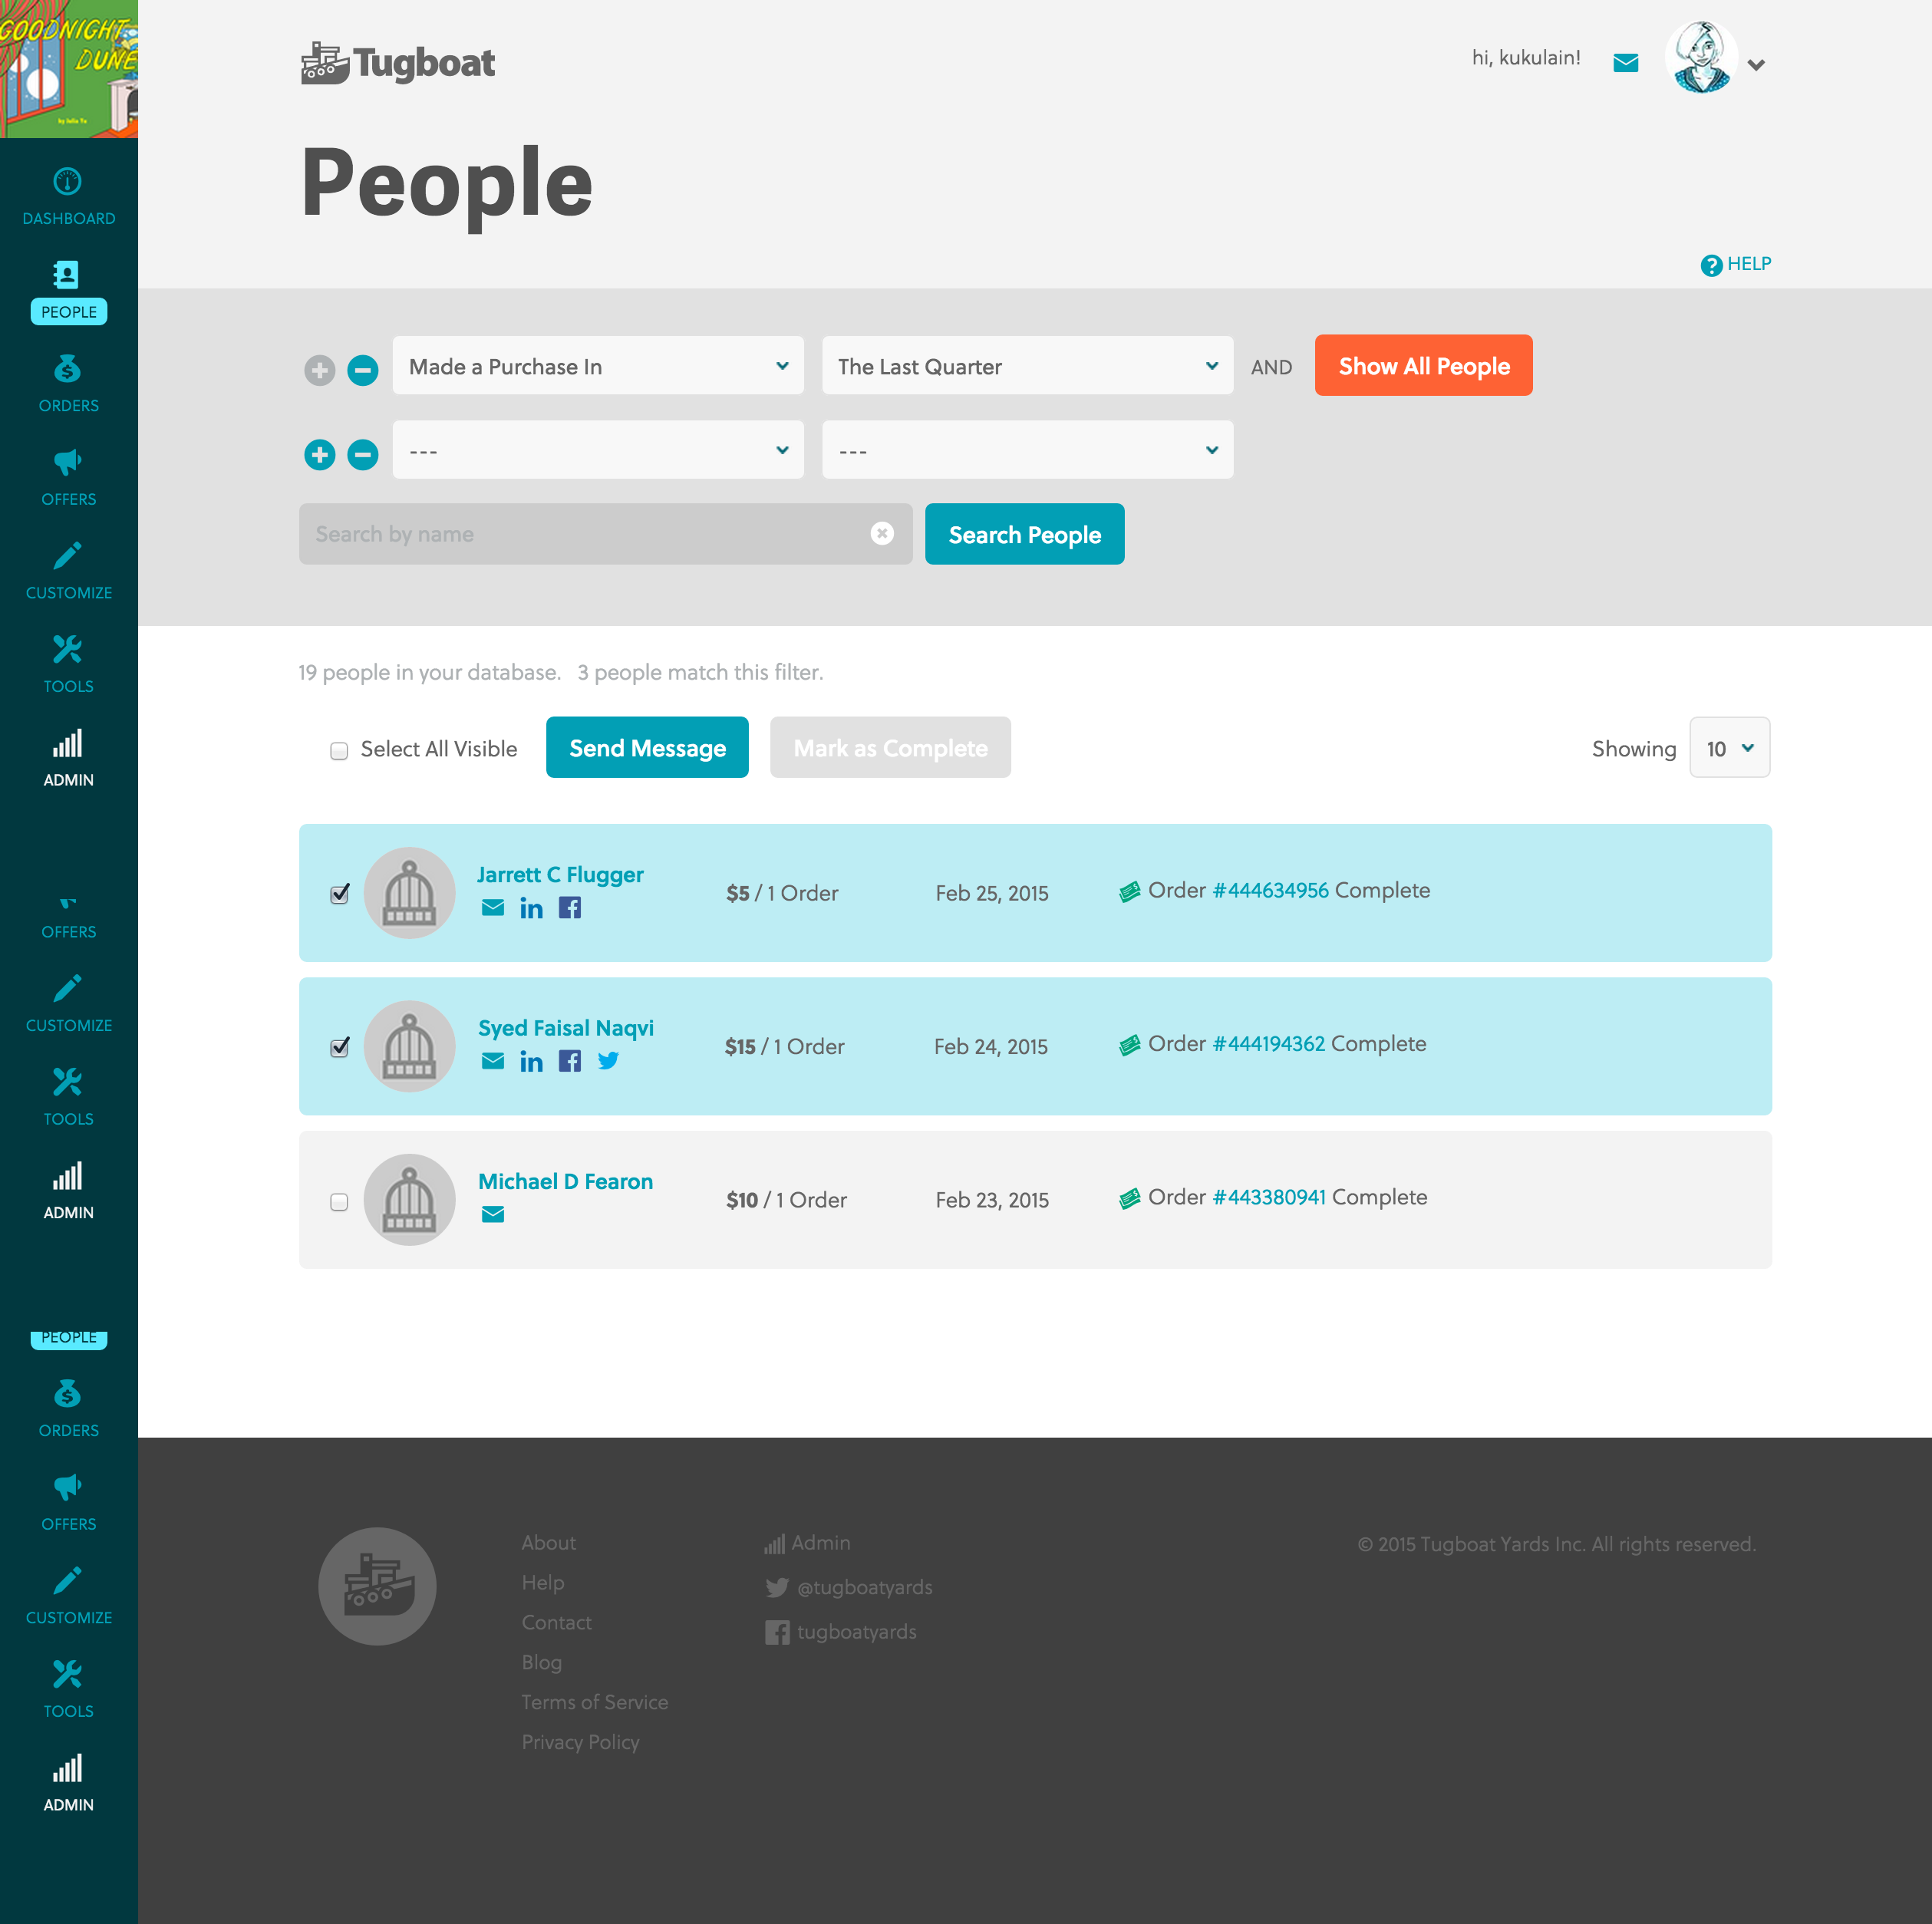 GOODNIGHT
DUNE
by Julia Yu
DASHBOARD
PEOPLE
ORDERS
OFFERS
CUSTOMIZE
TOOLS
ADMIN
OFFERS
CUSTOMIZE
TOOLS
ADMIN
PEOPLE
ORDERS
OFFERS
CUSTOMIZE
TOOLS
ADMIN
Tugboat
hi, kukulain!
People
HELP
Made a Purchase In The Last Quarter AND Show All People
--- ---
Search by name Search People
19 people in your database. 3 people match this filter.
Select All Visible Send Message Mark as Complete Showing 10
Jarrett C Flugger
$5 / 1 Order Feb 25, 2015 Order #444634956 Complete
Syed Faisal Naqvi
$15 / 1 Order Feb 24, 2015 Order #444194362 Complete
Michael D Fearon
$10 / 1 Order Feb 23, 2015 Order #443380941 Complete
About
Help
Contact
Blog
Terms of Service
Privacy Policy
Admin
@tugboatyards
tugboatyards
© 2015 Tugboat Yards Inc. All rights reserved.